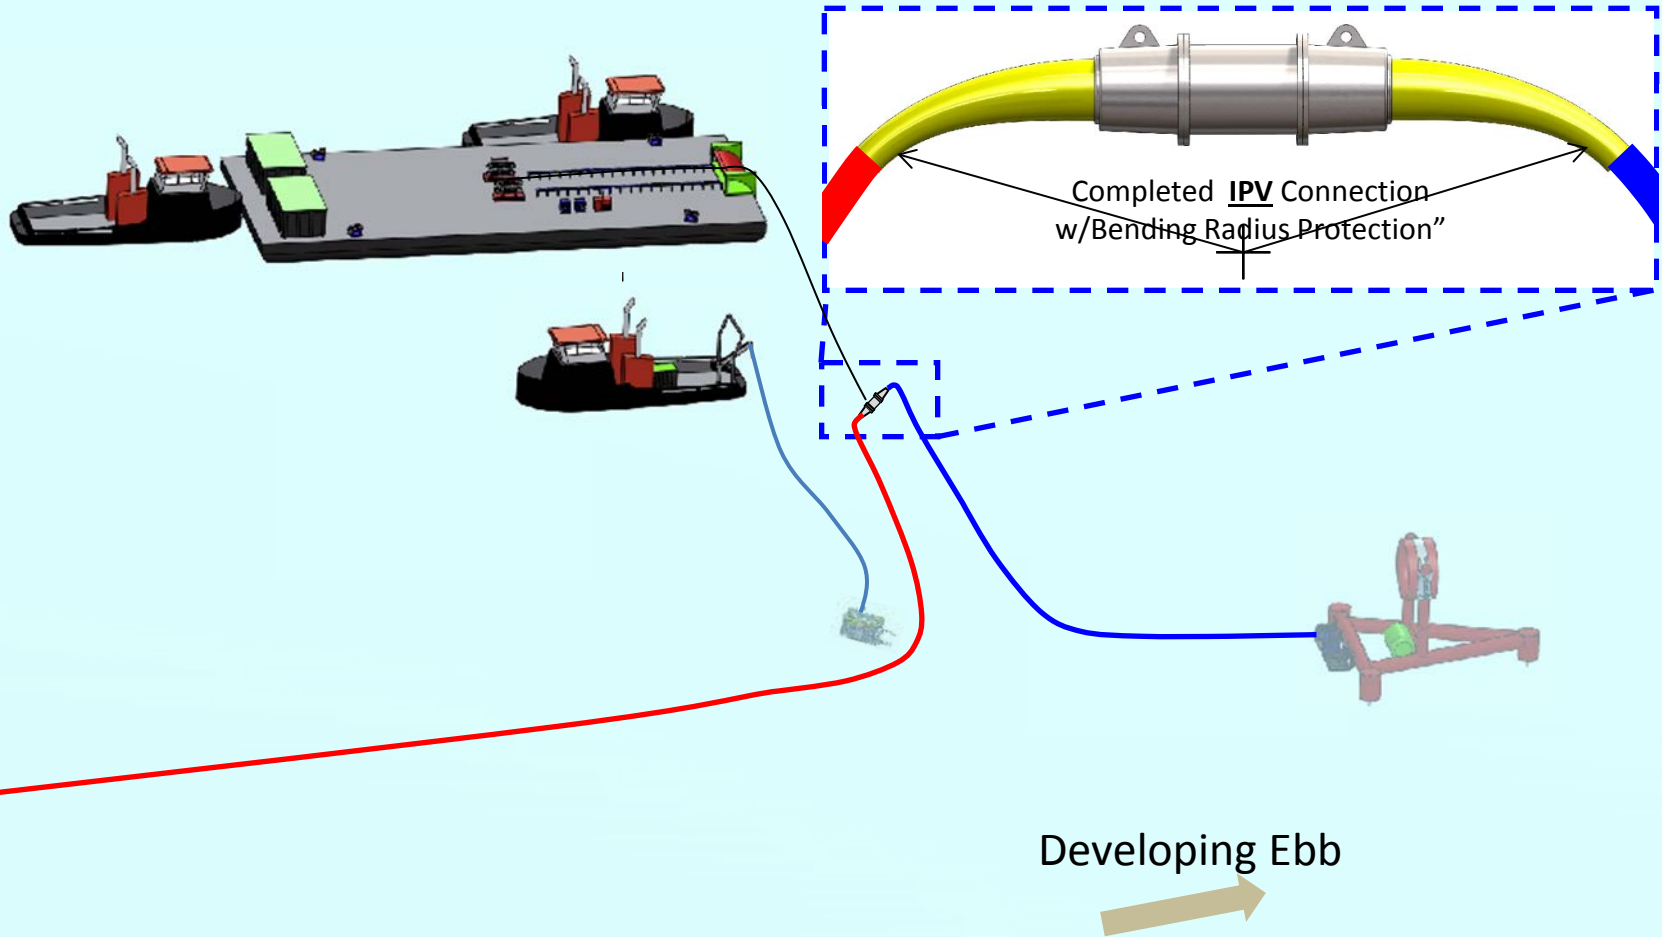 Completed IPV Connection
w/Bending Radius Protection”
Developing Ebb